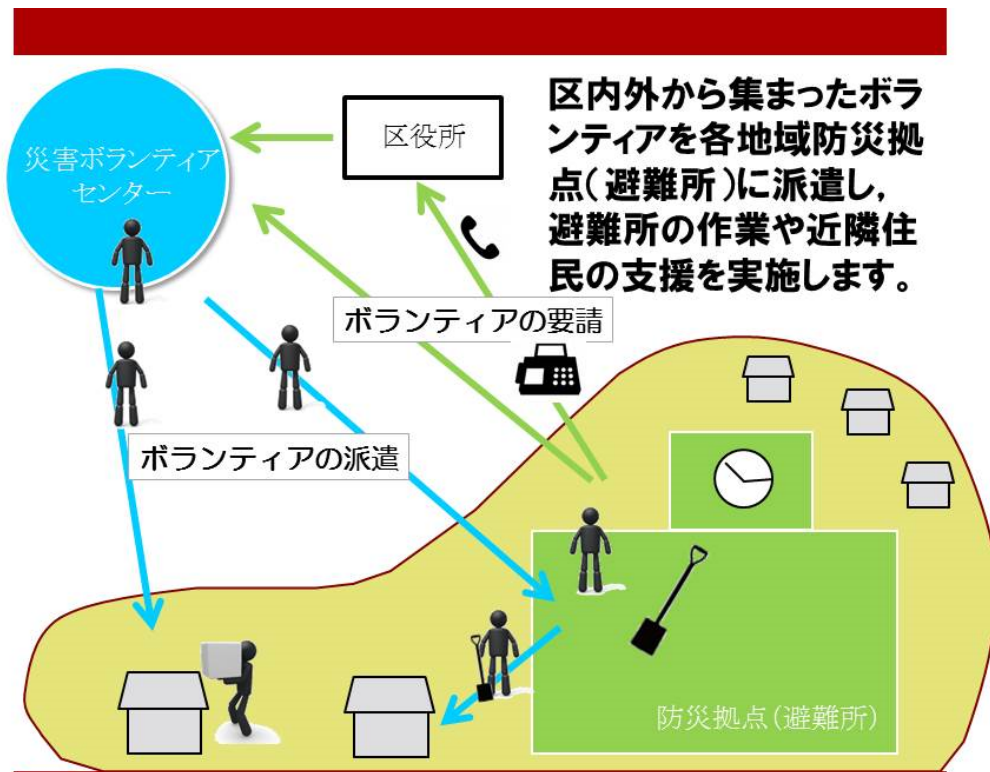 災害ボランティア
センター
区役所
区内外から集まったボラ
ンティアを各地域防災拠
点(避難所)に派遣し,
避難所の作業や近隣住
民の支援を実施します。
ボランティアの要請
ボランティアの派遣
防災拠点(避難所)